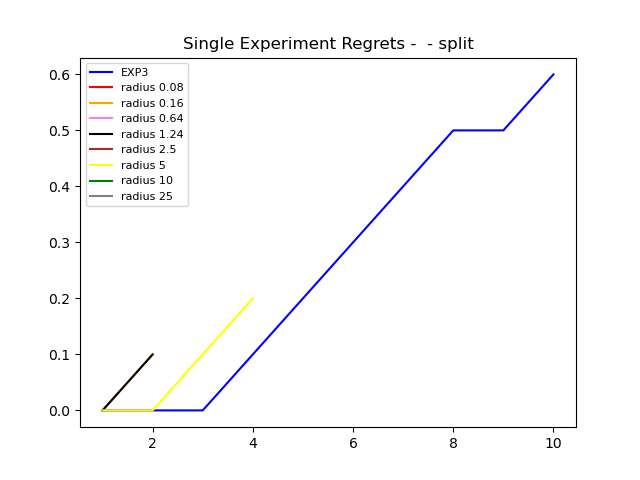 Single Experiment Regrets -  - split
EXP3
radius 0.08
radius 0.16
radius 0.64
radius 1.24
radius 2.5
radius 5
radius 10
radius 25
0.6
0.5
0.4
0.3
0.2
0.1
0.0
2 4 6 8 10